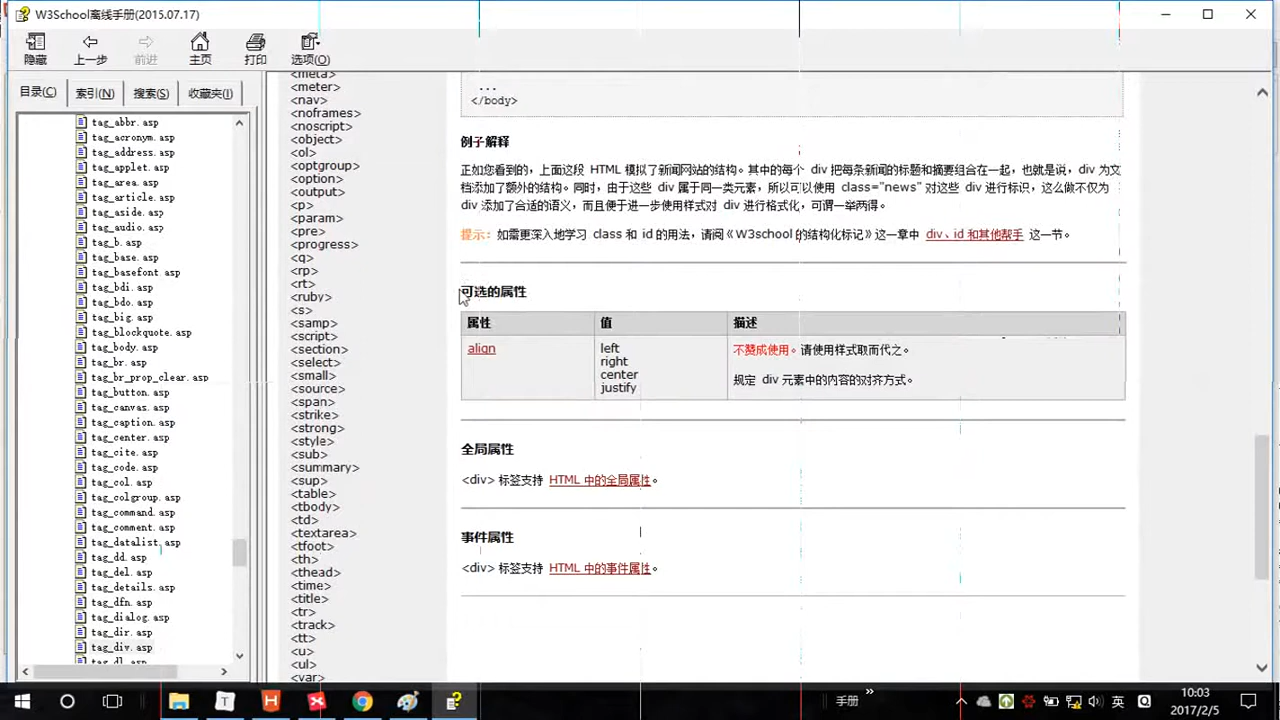 W3School离线手册(2015.07.17)
隐藏 上一步 前进 主页 打印 选项(O)
目录(C) 索引(N) 搜索(S) 收藏夹(I)
tag_abbr.asp
tag_acronym.asp
tag_address.asp
tag_applet.asp
tag_area.asp
tag_article.asp
tag_aside.asp
tag_audio.asp
tag_b.asp
tag_base.asp
tag_basefont.asp
tag_bdi.asp
tag_bdo.asp
tag_big.asp
tag_blockquote.asp
tag_body.asp
tag_br.asp
tag_br_prop_clear.asp
tag_button.asp
tag_canvas.asp
tag_caption.asp
tag_center.asp
tag_cite.asp
tag_code.asp
tag_col.asp
tag_colgroup.asp
tag_command.asp
tag_comment.asp
tag_datalist.asp
tag_dd.asp
tag_del.asp
tag_details.asp
tag_dfn.asp
tag_dialog.asp
tag_dir.asp
tag_div.asp
tag_dl.asp
<meta>
<meter>
<nav>
<noframes>
<noscript>
<object>
<ol>
<optgroup>
<option>
<output>
<p>
<param>
<pre>
<progress>
<q>
<rp>
<rt>
<ruby>
<s>
<samp>
<script>
<section>
<select>
<small>
<source>
<span>
<strike>
<strong>
<style>
<sub>
<summary>
<sup>
<table>
<tbody>
<td>
<textarea>
<tfoot>
<th>
<thead>
<time>
<title>
<tr>
<track>
<tt>
<u>
<ul>
<var>
...
</body>
例子解释
正如您看到的，上面这段 HTML 模拟了新闻网站的结构。其中的每个 div 把每条新闻的标题和摘要组合在一起，也就是说，div 为文
档添加了额外的结构。同时，由于这些 div 属于同一类元素，所以可以使用 class="news" 对这些 div 进行标识，这么做不仅为
div 添加了合适的语义，而且便于进一步使用样式对 div 进行格式化，可谓一举两得。
提示：如需更深入地学习 class 和 id 的用法，请阅《W3school 的结构化标记》这一章中 div、id 和其他帮手 这一节。
可选的属性
属性 值 描述
align left 不赞成使用。请使用样式取而代之。
right
center 规定 div 元素中的内容的对齐方式。
justify
全局属性
<div> 标签支持 HTML 中的全局属性。
事件属性
<div> 标签支持 HTML 中的事件属性。
手册 » 英 10:03
2017/2/5